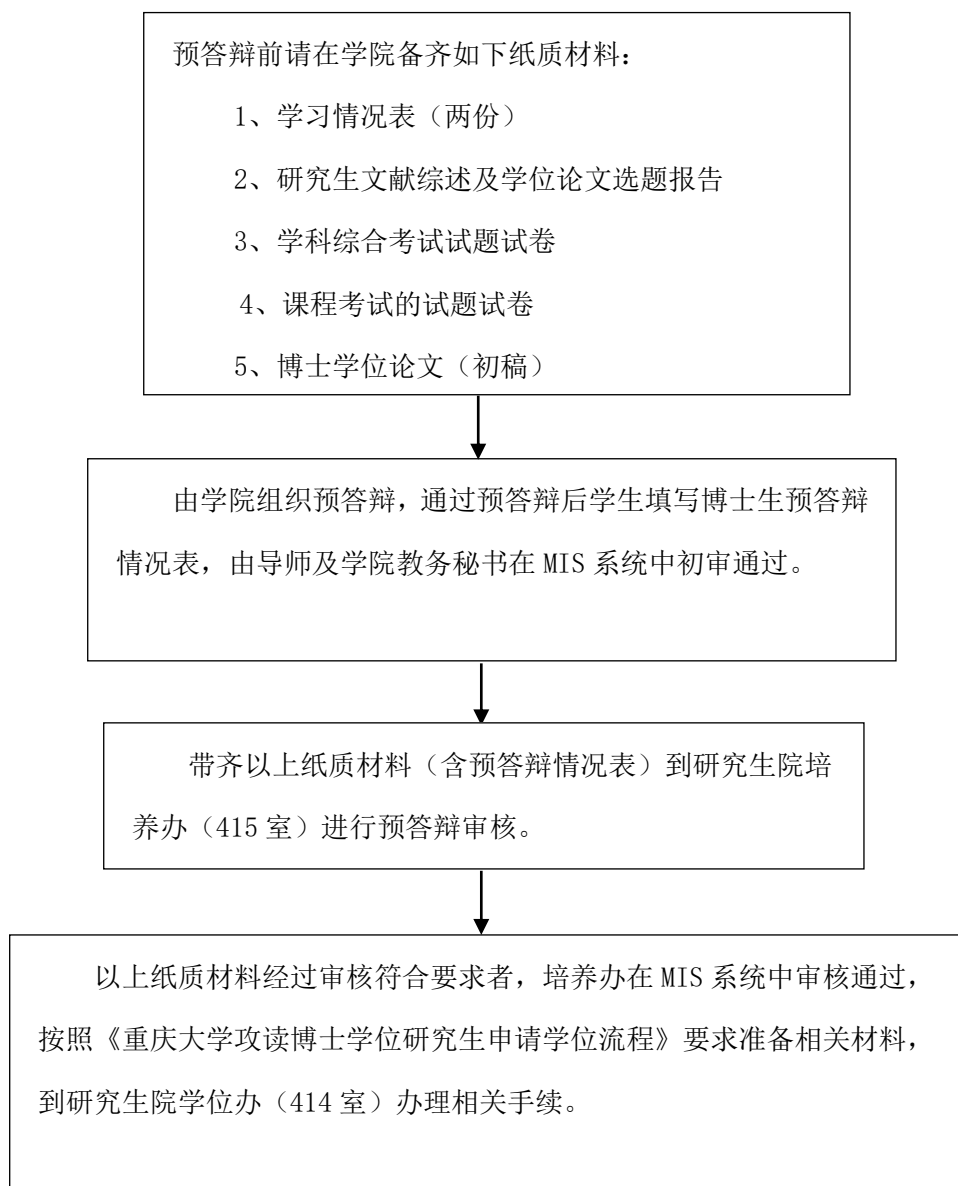 预答辩前请在学院备齐如下纸质材料：
1、学习情况表（两份）
2、研究生文献综述及学位论文选题报告
3、学科综合考试试题试卷
4、课程考试的试题试卷
5、博士学位论文（初稿）
由学院组织预答辩，通过预答辩后学生填写博士生预答辩
情况表，由导师及学院教务秘书在 MIS 系统中初审通过。
带齐以上纸质材料（含预答辩情况表）到研究生院培
养办（415 室）进行预答辩审核。
以上纸质材料经过审核符合要求者，培养办在 MIS 系统中审核通过，
按照《重庆大学攻读博士学位研究生申请学位流程》要求准备相关材料，
到研究生院学位办（414 室）办理相关手续。